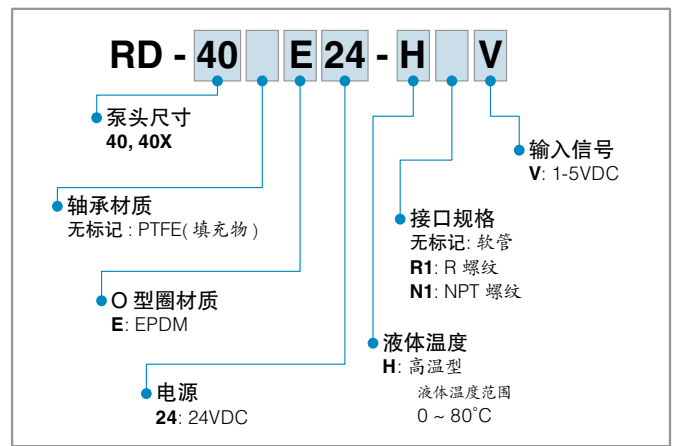 RD - 40 E 24 - H V
泵头尺寸
40, 40X
输入信号
V: 1-5VDC
轴承材质
无标记 : PTFE( 填充物 )
接口规格
无标记: 软管
R1: R 螺纹
N1: NPT 螺纹
O 型圈材质
E: EPDM
液体温度
H: 高温型
液体温度范围
0 ~ 80˚C
电源
24: 24VDC